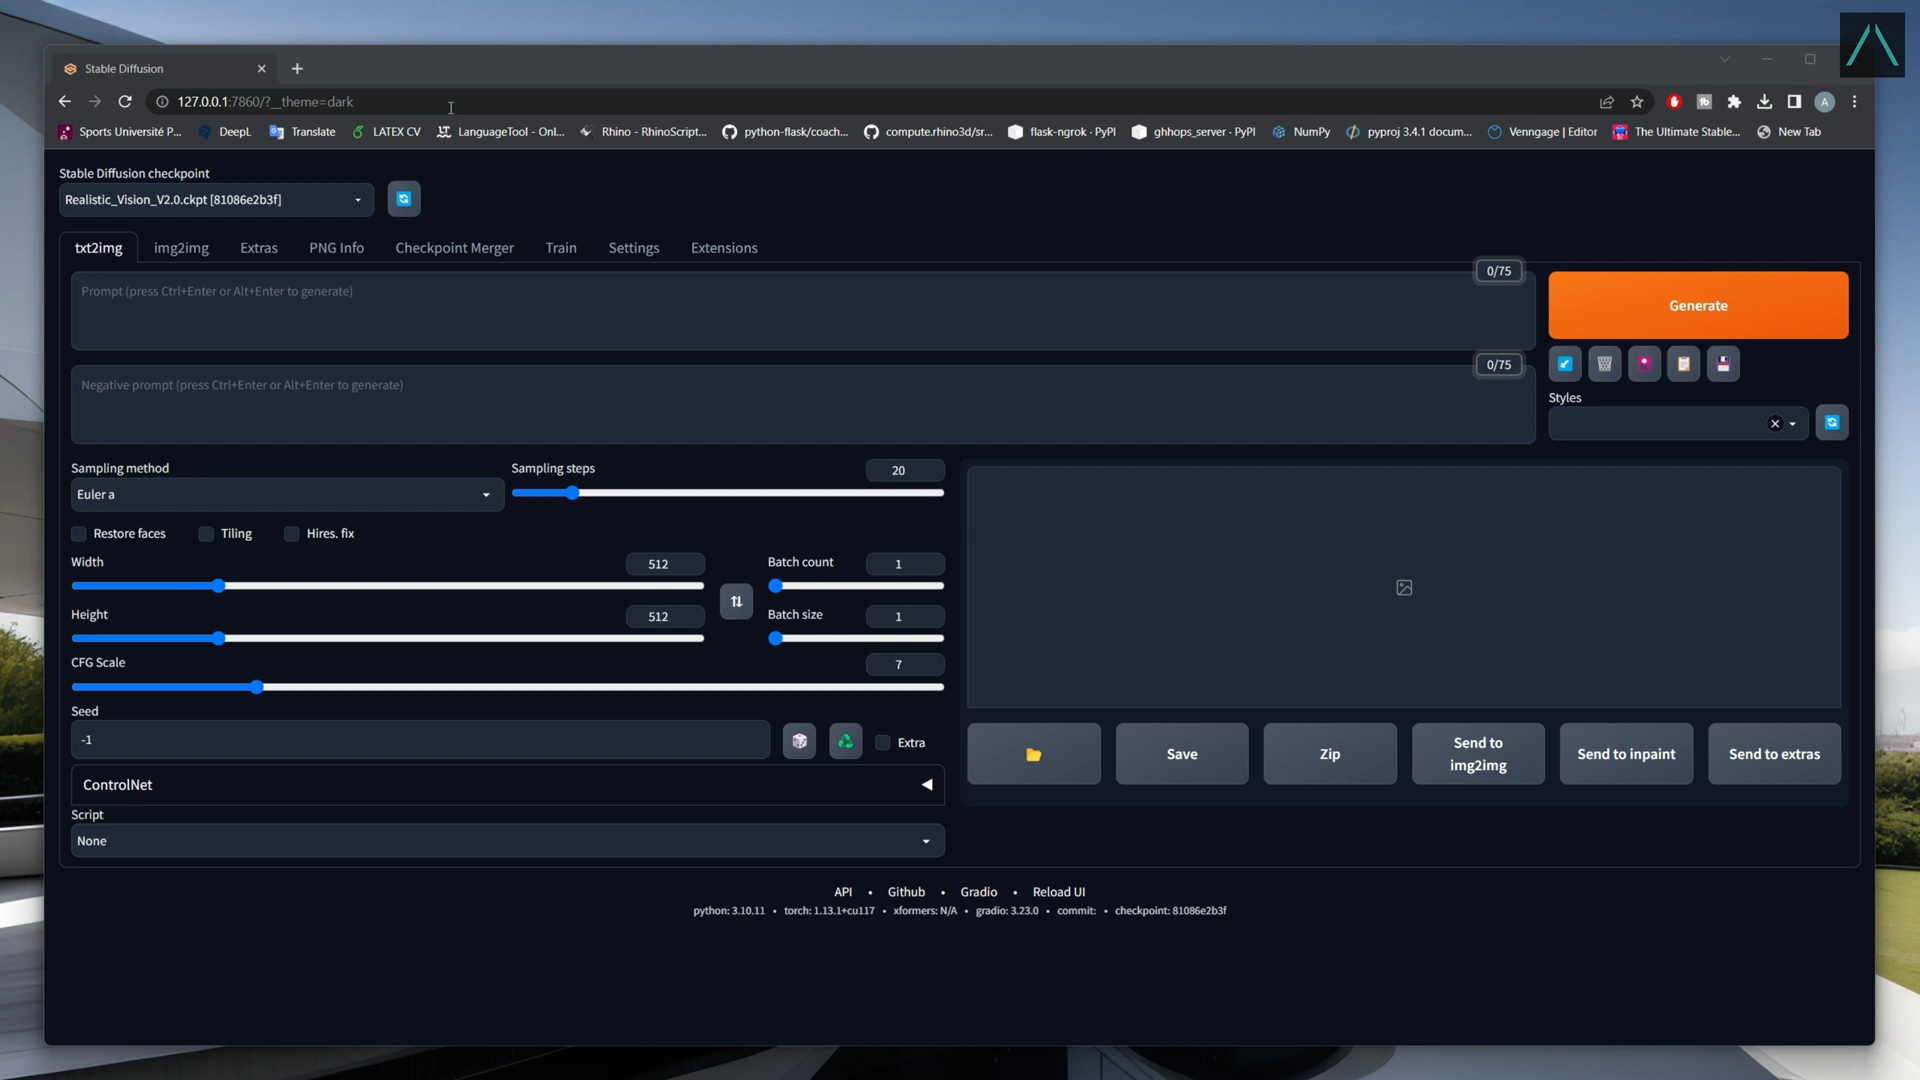 Stable Diffusion
127.0.0.1:7860/?__theme=dark
A
Sports Université P... DeepL Translate LATEX CV LanguageTool - Onl... Rhino - RhinoScript... python-flask/coach... compute.rhino3d/sr... flask-ngrok · PyPI ghhops_server · PyPI NumPy pyproj 3.4.1 docum... Venngage | Editor The Ultimate Stable... New Tab
Stable Diffusion checkpoint
Realistic_Vision_V2.0.ckpt [81086e2b3f]
txt2img img2img Extras PNG Info Checkpoint Merger Train Settings Extensions
0/75
Prompt (press Ctrl+Enter or Alt+Enter to generate)
Generate
0/75
Negative prompt (press Ctrl+Enter or Alt+Enter to generate)
Styles
Sampling method
Euler a
Sampling steps 20
Restore faces Tiling Hires. fix
Width 512
Batch count 1
Height 512
Batch size 1
CFG Scale 7
Seed
-1
Extra
Save Zip Send to img2img Send to inpaint Send to extras
ControlNet
Script
None
API • Github • Gradio • Reload UI
python: 3.10.11 • torch: 1.13.1+cu117 • xformers: N/A • gradio: 3.23.0 • commit: • checkpoint: 81086e2b3f